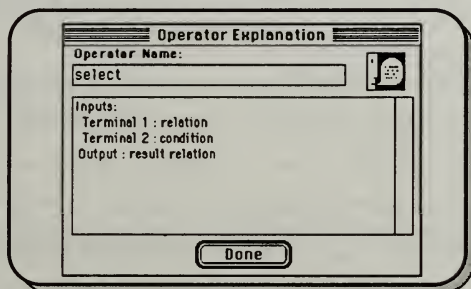 Operator Explanation
Operator Name:
select
Inputs:
Terminal 1 : relation
Terminal 2 : condition
Output : result relation
Done